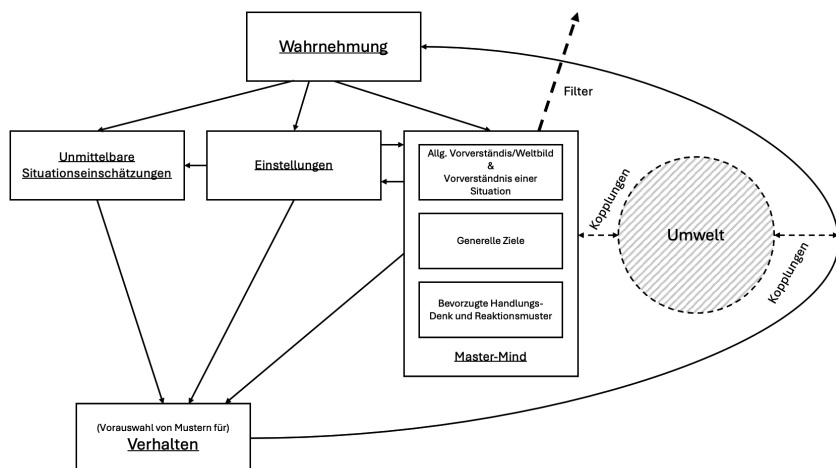 Wahrnehmung
Filter
Unmittelbare
Situationseinschätzungen
Einstellungen
Allg. Vorverständis/Weltbild
&
Vorverständnis einer
Situation
Generelle Ziele
Bevorzugte Handlungs-
Denk und Reaktionsmuster
Master-Mind
Kopplungen
Umwelt
Kopplungen
(Vorauswahl von Mustern für)
Verhalten